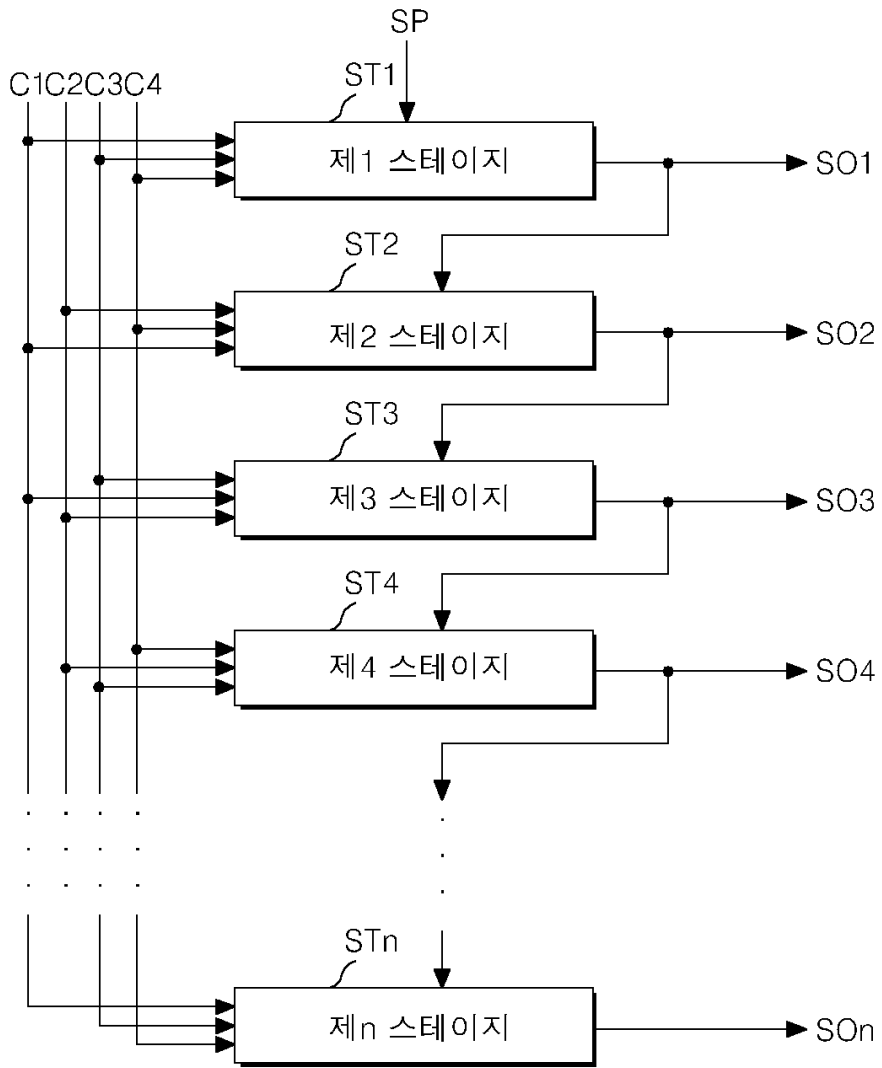 SP
C1C2C3C4
ST1
제1 스테이지
SO1
ST2
제2 스테이지
SO2
ST3
제3 스테이지
SO3
ST4
제4 스테이지
SO4
STn
제n 스테이지
SOn